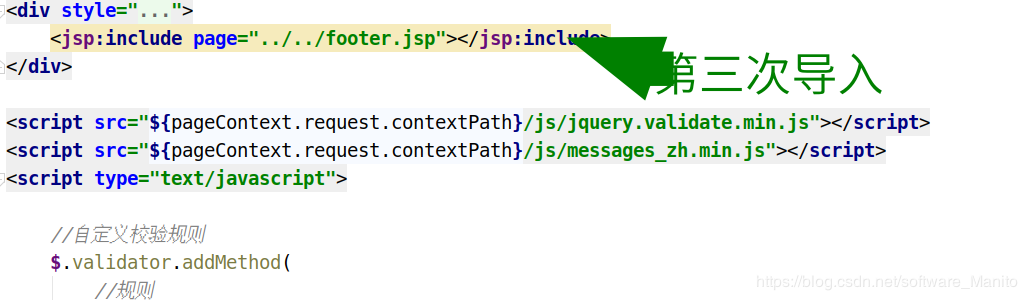 <div style="...">
<jsp:include page="../../footer.jsp"></jsp:include>
第三次导入
</div>
<script src="${pageContext.request.contextPath}/js/jquery.validate.min.js"></script>
<script src="${pageContext.request.contextPath}/js/messages_zh.min.js"></script>
<script type="text/javascript">
//自定义校验规则
$.validator.addMethod(
//规则
https://blog.csdn.net/software_Manito